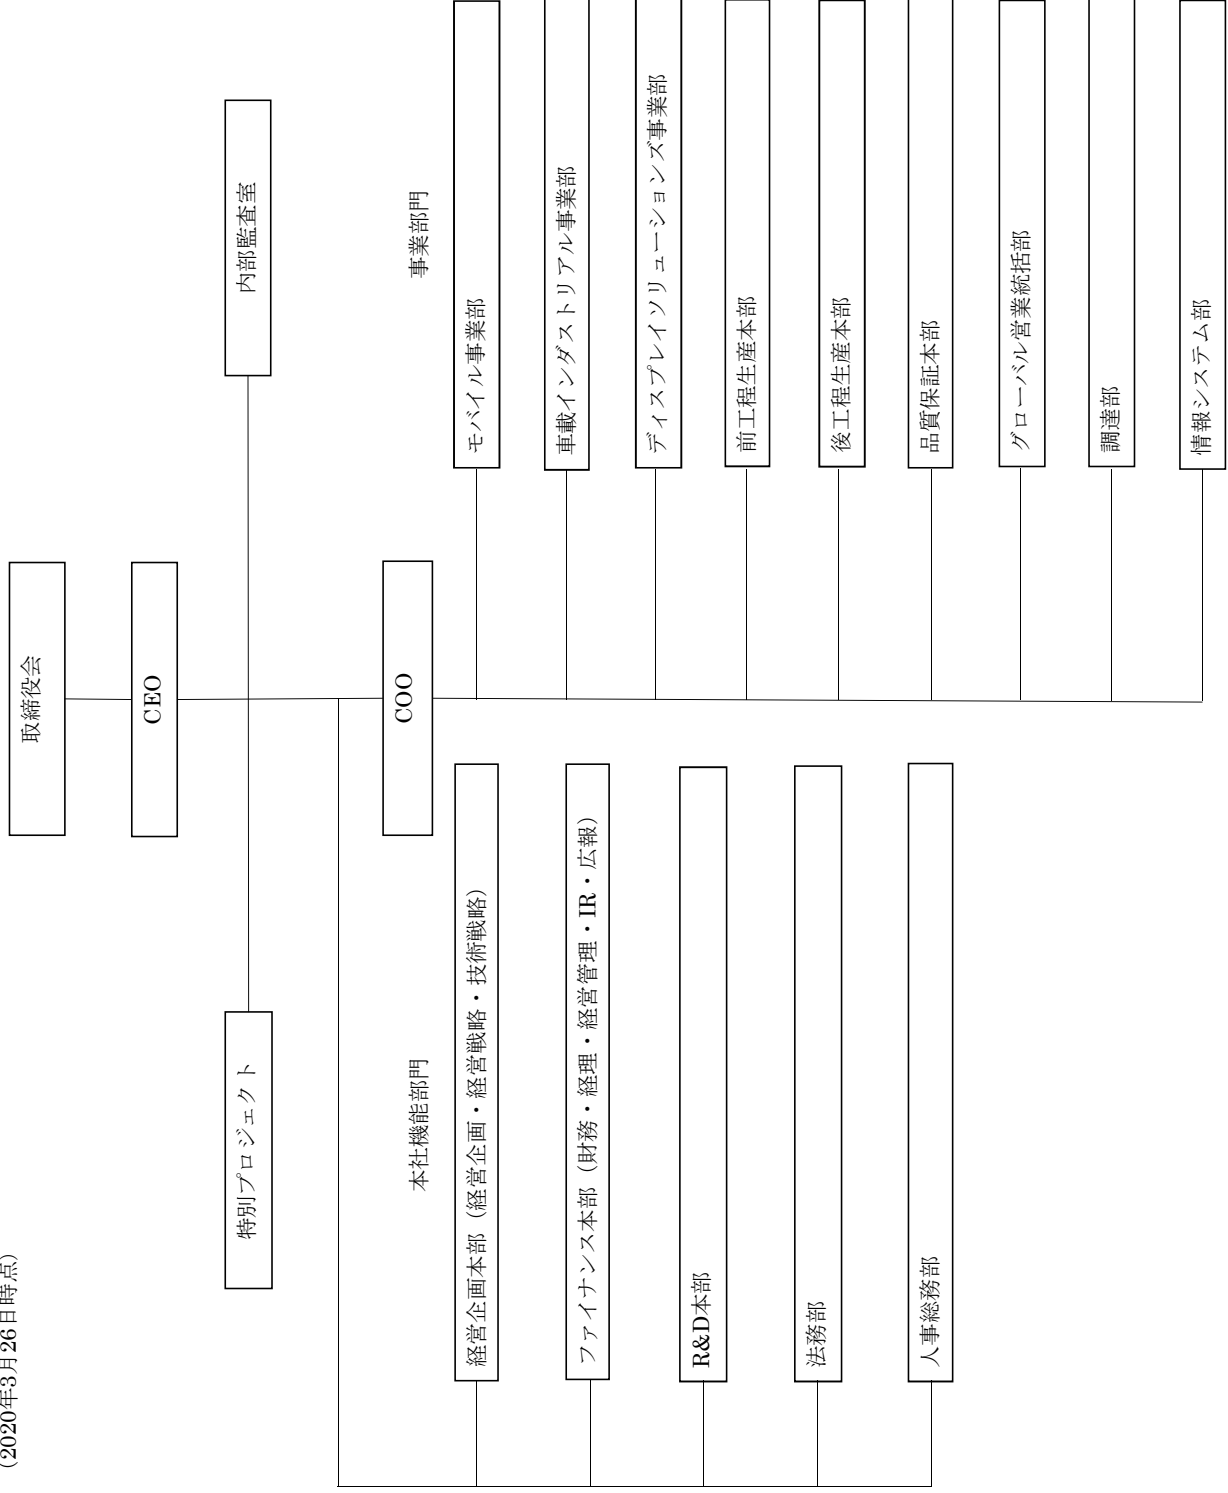 (2020年3月26日時点)
取締役会
CEO
特別プロジェクト
内部監査室
COO
本社機能部門
経営企画本部（経営企画・経営戦略・技術戦略）
ファイナンス本部（財務・経理・経営管理・IR・広報）
R&D本部
法務部
人事総務部
事業部門
モバイル事業部
車載インダストリアル事業部
ディスプレイソリューションズ事業部
前工程生産本部
後工程生産本部
品質保証本部
グローバル営業統括部
調達部
情報システム部